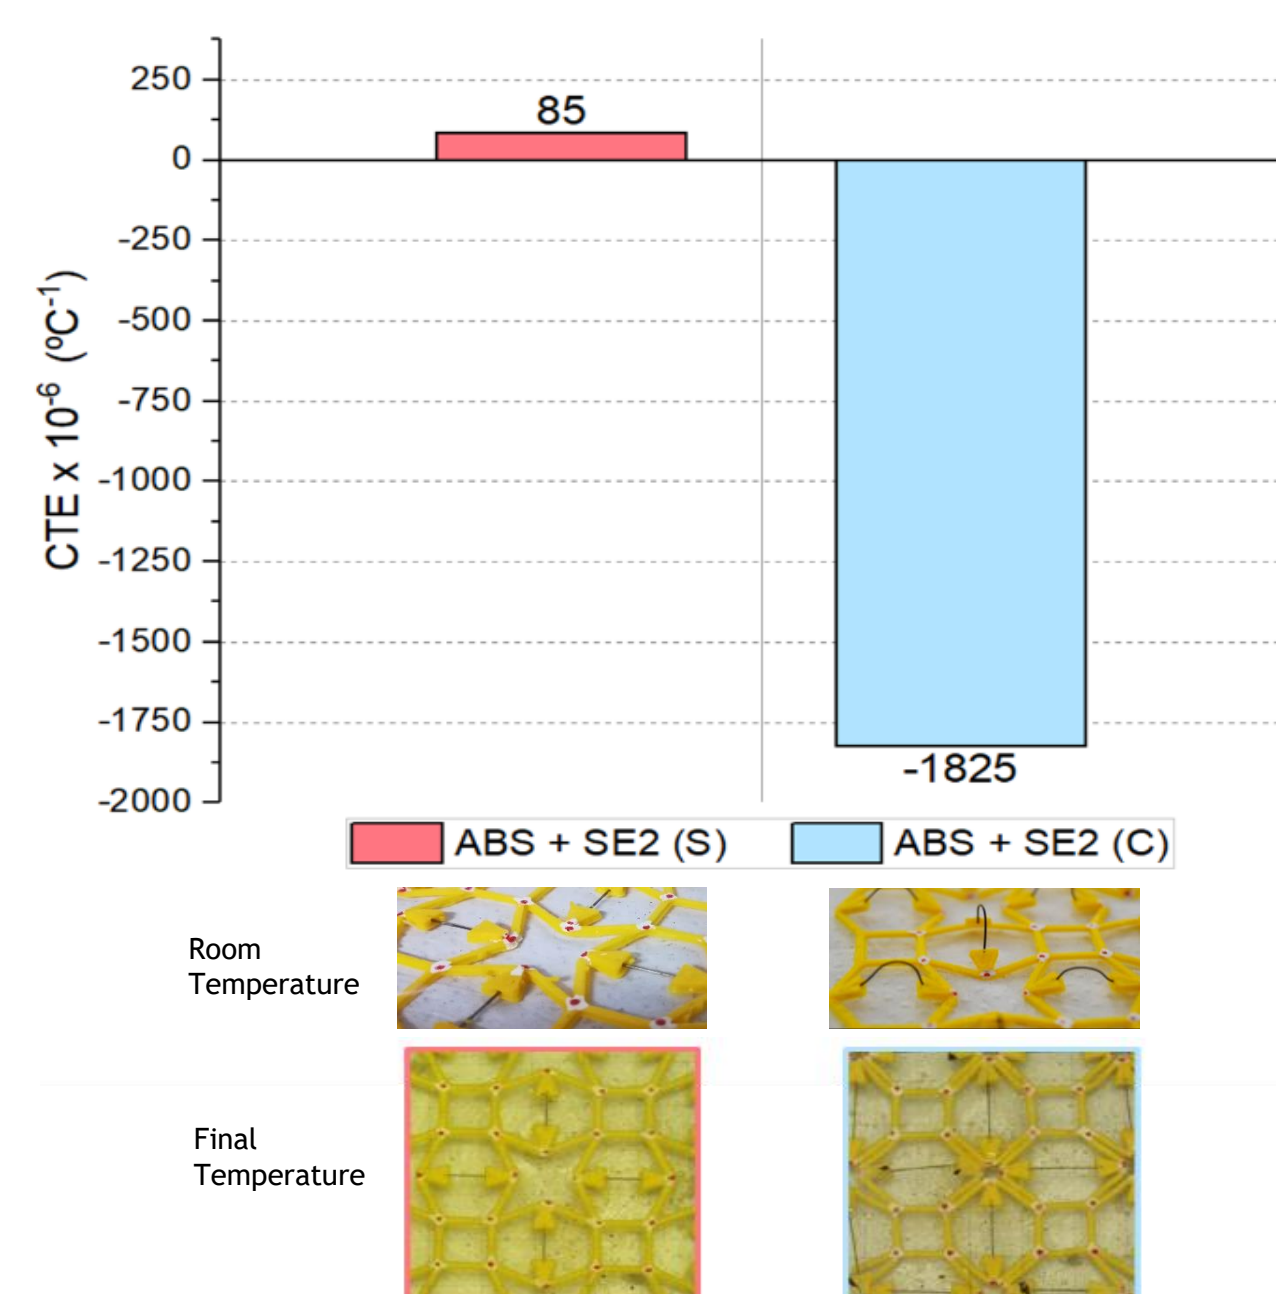 250
0
-250
-500
-750
-1000
-1250
-1500
-1750
-2000
CTE x 10⁻⁶ (ºC⁻¹)
85
-1825
ABS + SE2 (S)
ABS + SE2 (C)
Room
Temperature
Final
Temperature